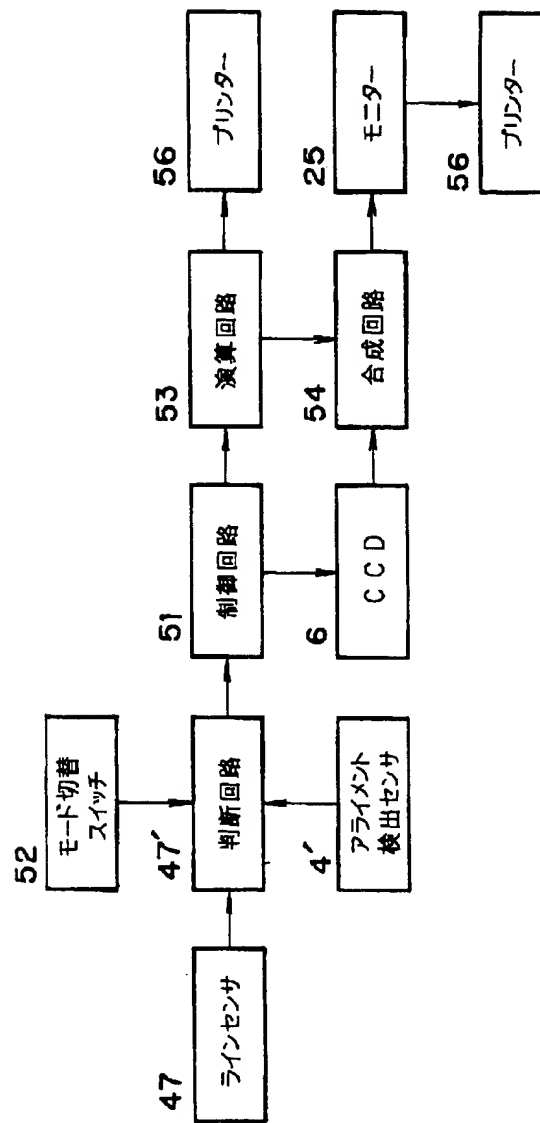 52
モード切替
スイッチ
47
ラインセンサ
47′
判断回路
4′
アライメント
検出センサ
51
制御回路
6
CCD
53
演算回路
54
合成回路
56
プリンター
25
モニター
56
プリンター